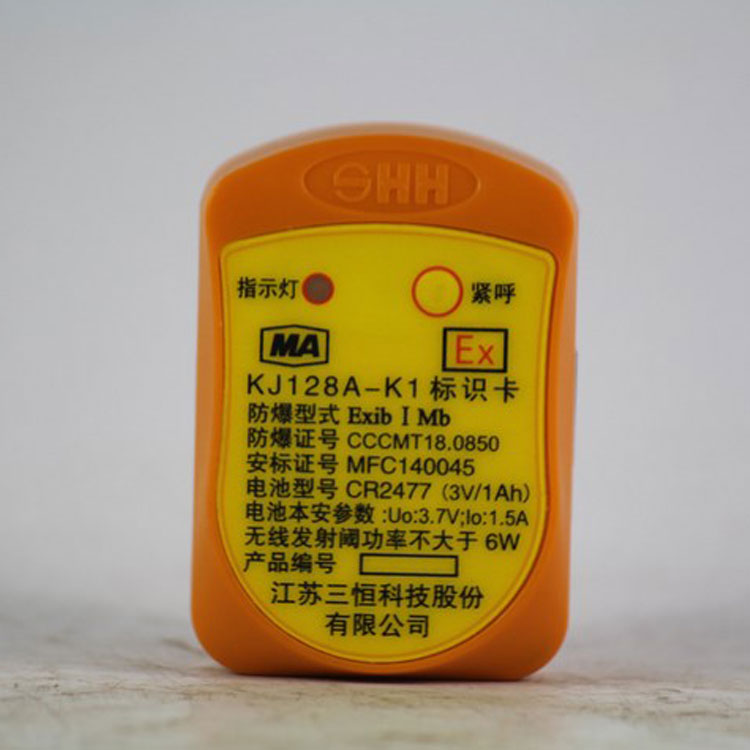 SHH
指示灯 紧呼
MA Ex
KJ128A-K1标识卡
防爆型式 Exib I Mb
防爆证号 CCCMT18.0850
安标证号 MFC140045
电池型号 CR2477 (3V/1Ah)
电池本安参数:Uo:3.7V;Io:1.5A
无线发射阈功率不大于 6W
产品编号
江苏三恒科技股份
有限公司